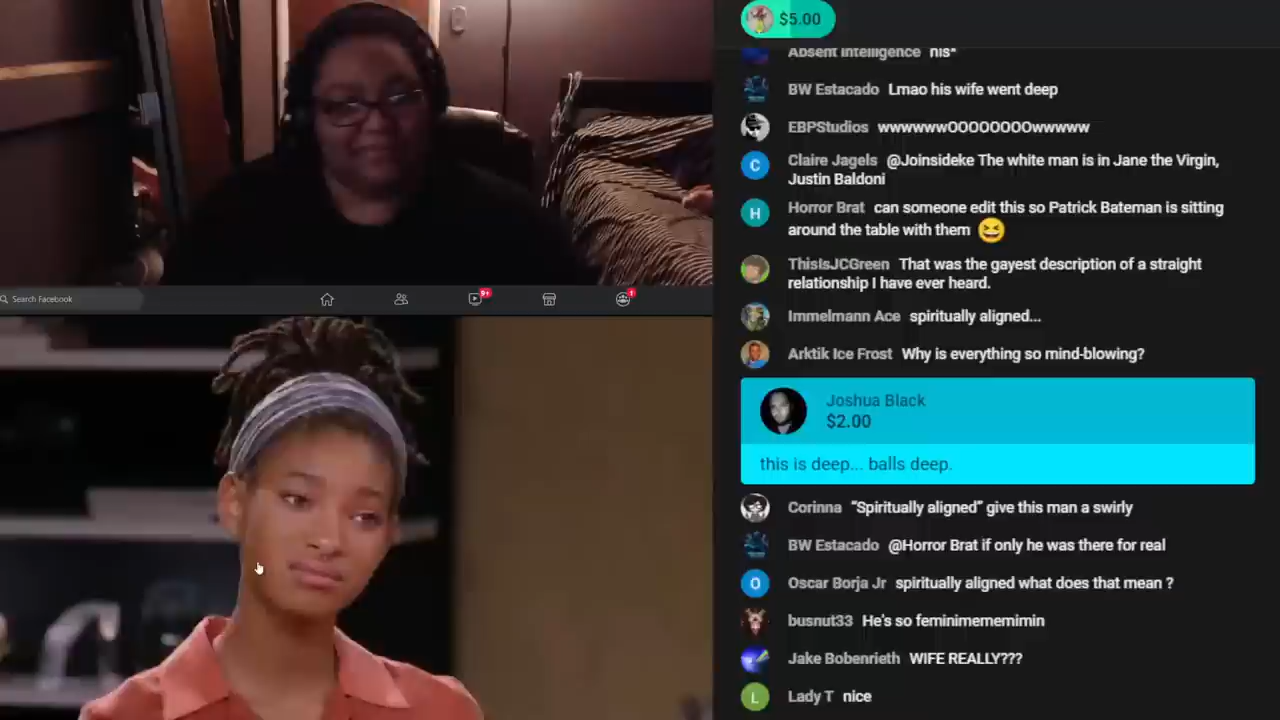 $5.00
Absent Intelligence his*
BW Estacado Lmao his wife went deep
EBPStudios wwwwwwOOOOOOOOwwwww
Claire Jagels @Joinsideke The white man is in Jane the Virgin,
Justin Baldoni
Horror Brat can someone edit this so Patrick Bateman is sitting
around the table with them
ThisIsJCGreen That was the gayest description of a straight
relationship I have ever heard.
Immelmann Ace spiritually aligned...
Arktik Ice Frost Why is everything so mind-blowing?
Joshua Black
$2.00
this is deep... balls deep.
Corinna “Spiritually aligned” give this man a swirly
BW Estacado @Horror Brat if only he was there for real
Oscar Borja Jr spiritually aligned what does that mean ?
busnut33 He's so feminimememimin
Jake Bobenrieth WIFE REALLY???
Lady T nice
Search Facebook
9+
1
C
H
O
L